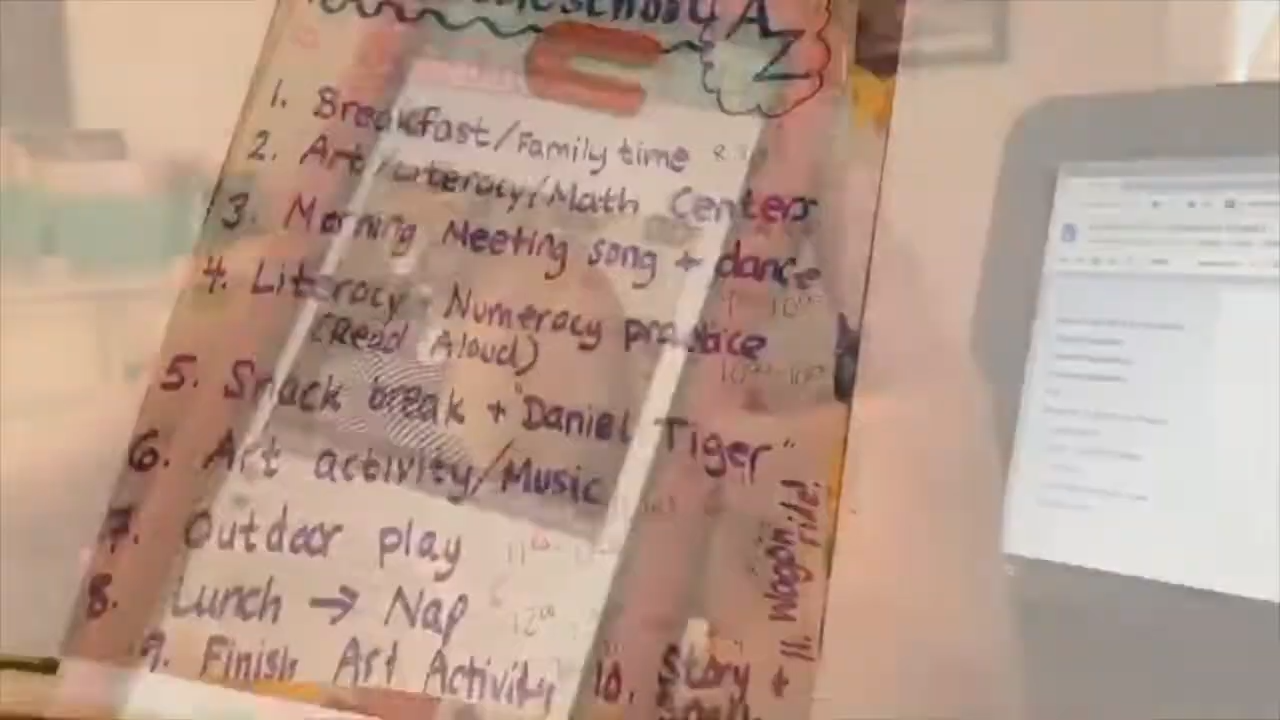 A
Z
1. Breakfast/Family time
2. Art/Literacy/Math Centers
3. Morning Meeting song + dance
4. Literacy + Numeracy practice
(Read Aloud)
5. Snack break + "Daniel Tiger"
6. Art activity/Music
7. Outdoor play
8. Lunch → Nap
9. Finish Art Activity
10. Story +
11. Wagon ride!